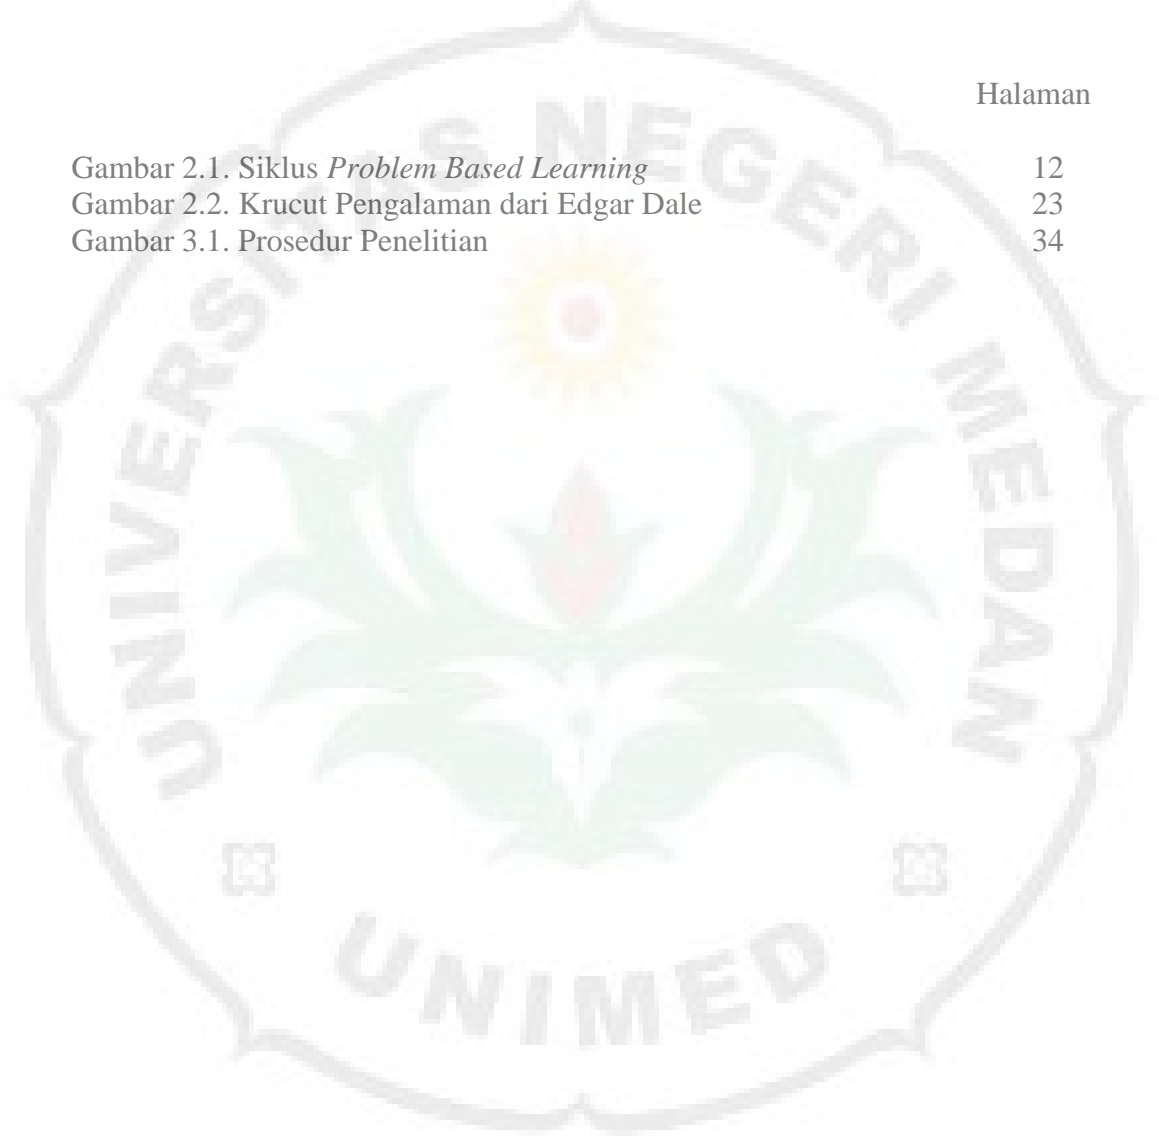 Halaman
Gambar 2.1. Siklus Problem Based Learning 12
Gambar 2.2. Krucut Pengalaman dari Edgar Dale 23
Gambar 3.1. Prosedur Penelitian 34
UNIVERSITAS NEGERI MEDAN
UNIMED